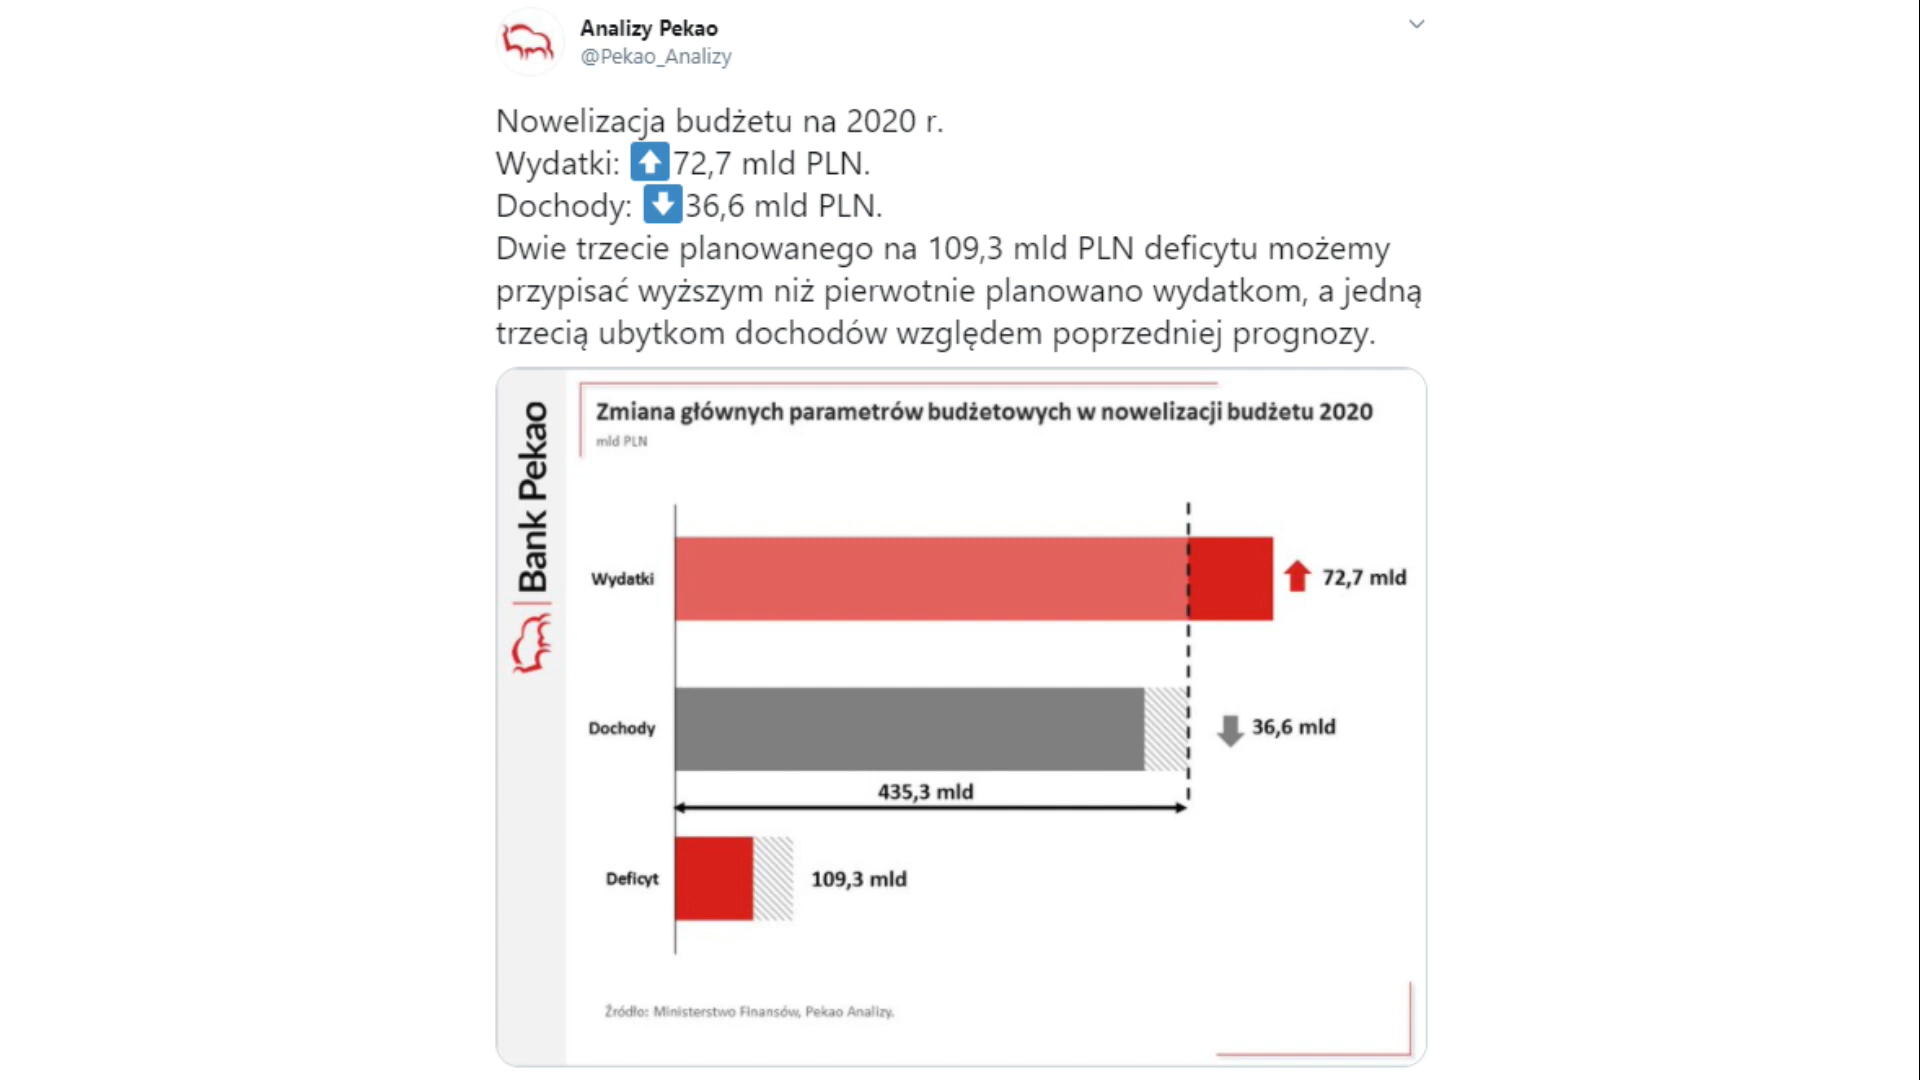 Analizy Pekao
@Pekao_Analizy
Nowelizacja budżetu na 2020 r.
Wydatki: ⬆️72,7 mld PLN.
Dochody: ⬇️36,6 mld PLN.
Dwie trzecie planowanego na 109,3 mld PLN deficytu możemy
przypisać wyższym niż pierwotnie planowano wydatkom, a jedną
trzecią ubytkom dochodów względem poprzedniej prognozy.
Bank Pekao
Zmiana głównych parametrów budżetowych w nowelizacji budżetu 2020
mld PLN
Wydatki
72,7 mld
Dochody
36,6 mld
435,3 mld
Deficyt
109,3 mld
Źródło: Ministerstwo Finansów, Pekao Analizy.